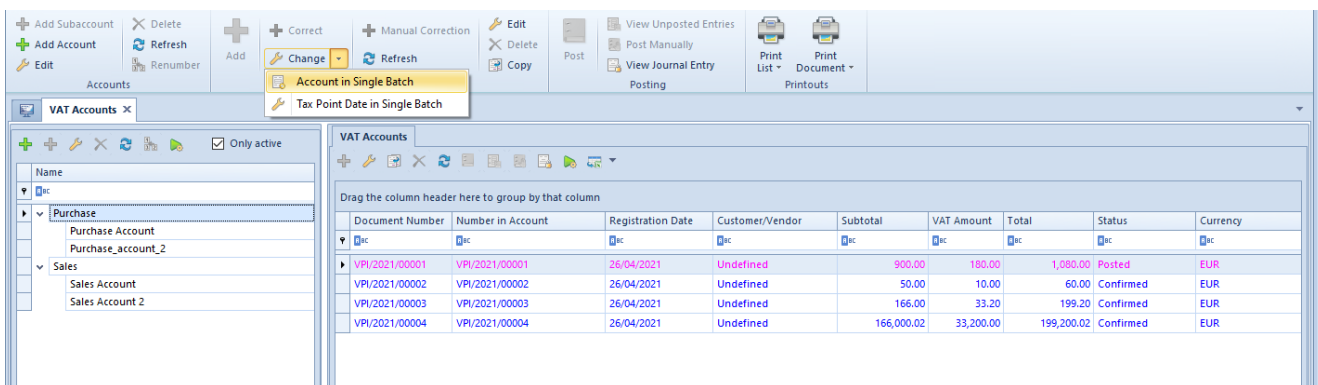 Add Subaccount
Delete
Add Account
Refresh
Edit
Renumber
Accounts
Add
Correct
Manual Correction
Change
Refresh
Edit
Delete
Copy
Post
View Unposted Entries
Post Manually
View Journal Entry
Posting
Print List
Print Document
Printouts
Account in Single Batch
Tax Point Date in Single Batch
VAT Accounts
Only active
Name
Purchase
Purchase Account
Purchase_account_2
Sales
Sales Account
Sales Account 2
VAT Accounts
Drag the column header here to group by that column
Document Number Number in Account Registration Date Customer/Vendor Subtotal VAT Amount Total Status Currency
VPI/2021/00001 VPI/2021/00001 26/04/2021 Undefined 900.00 180.00 1,080.00 Posted EUR
VPI/2021/00002 VPI/2021/00002 26/04/2021 Undefined 50.00 10.00 60.00 Confirmed EUR
VPI/2021/00003 VPI/2021/00003 26/04/2021 Undefined 166.00 33.20 199.20 Confirmed EUR
VPI/2021/00004 VPI/2021/00004 26/04/2021 Undefined 166,000.02 33,200.00 199,200.02 Confirmed EUR